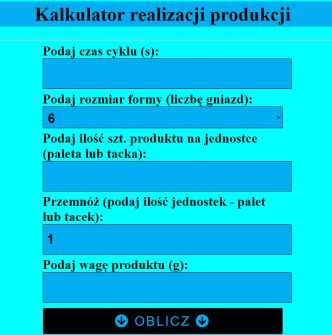 Kalkulator realizacji produkcji
Podaj czas cyklu (s):
Podaj rozmiar formy (liczbę gniazd):
6
Podaj ilość szt. produktu na jednostce
(paleta lub tacka):
Przemnóż (podaj ilość jednostek - palet
lub tacek):
1
Podaj wagę produktu (g):
OBLICZ